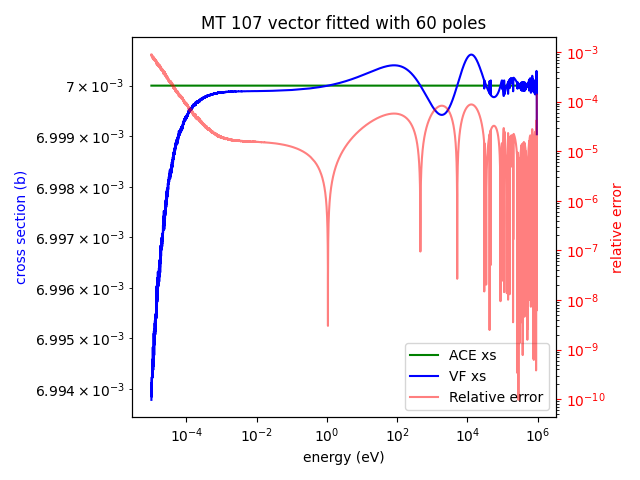 MT 107 vector fitted with 60 poles
cross section (b)
7 × 10⁻³
6.999 × 10⁻³
6.998 × 10⁻³
6.997 × 10⁻³
6.996 × 10⁻³
6.995 × 10⁻³
6.994 × 10⁻³
10⁻³
10⁻⁴
10⁻⁵
10⁻⁶
10⁻⁷
10⁻⁸
10⁻⁹
10⁻¹⁰
relative error
ACE xs
VF xs
Relative error
10⁻⁴ 10⁻² 10⁰ 10² 10⁴ 10⁶
energy (eV)